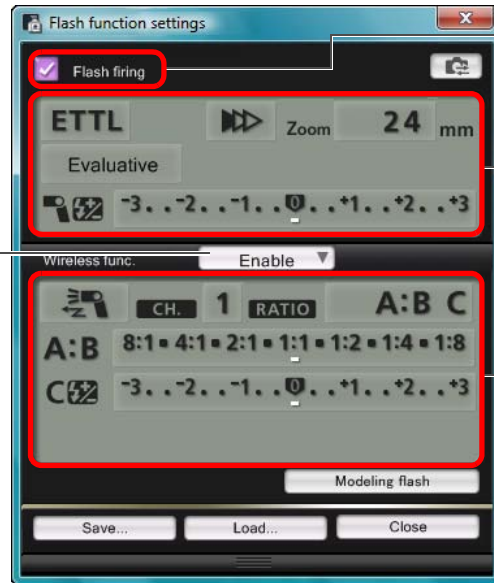 Flash function settings
x
Flash firing
ETTL Zoom 24 mm
Evaluative
-3..-2..-1..0..+1..+2..+3
Wireless func. Enable
CH. 1 RATIO A:B C
A:B 8:1 4:1 2:1 1:1 1:2 1:4 1:8
C -3..-2..-1..0..+1..+2..+3
Modeling flash
Save... Load... Close